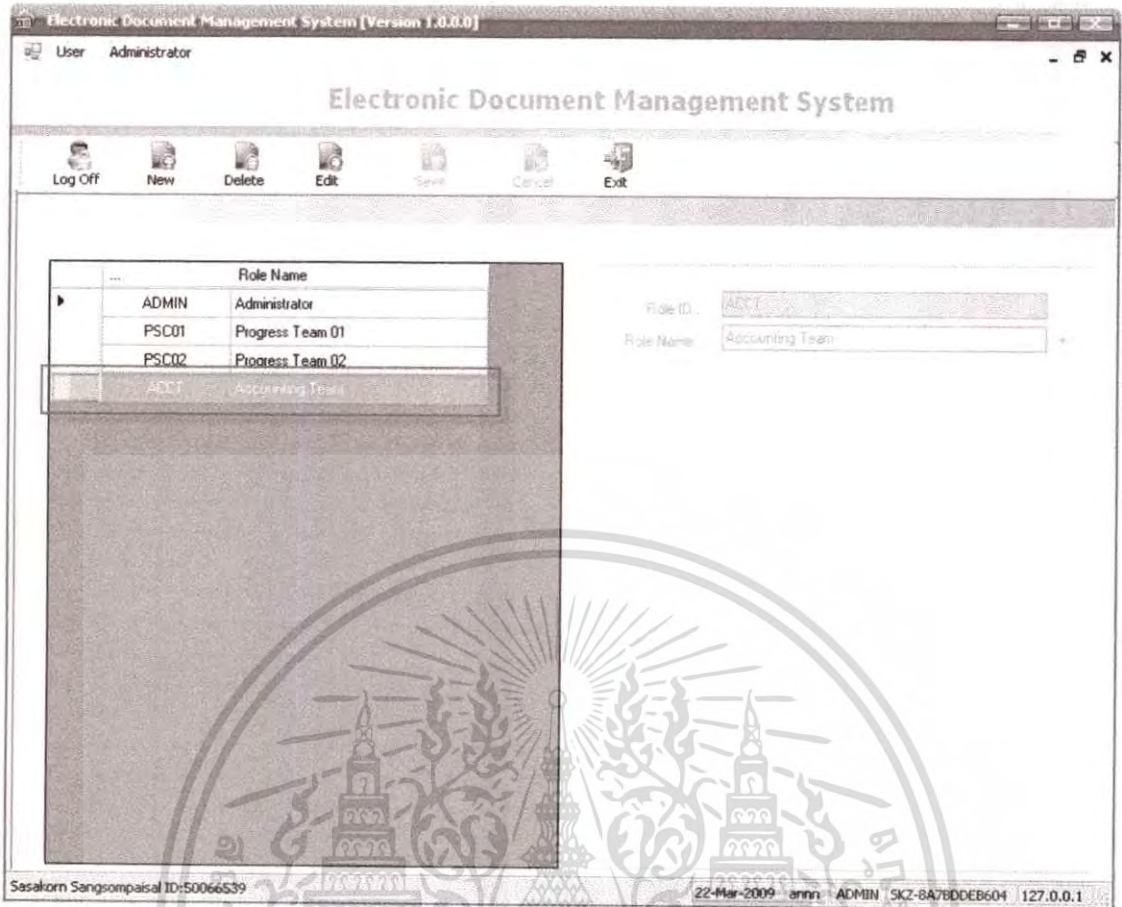 Electronic Document Management System [Version 1.0.0.0]
User Administrator
Electronic Document Management System
Log Off New Delete Edit Save Cancel Exit
... Role Name
ADMIN Administrator
PSC01 Progress Team 01
PSC02 Progress Team 02
ACCT Accounting Team
Role ID : ACCT
Role Name Accounting Team
Sasakorn Sangsompaisal ID:50066539 22-Mar-2009 annn ADMIN SKZ-8A7BDDEB604 127.0.0.1